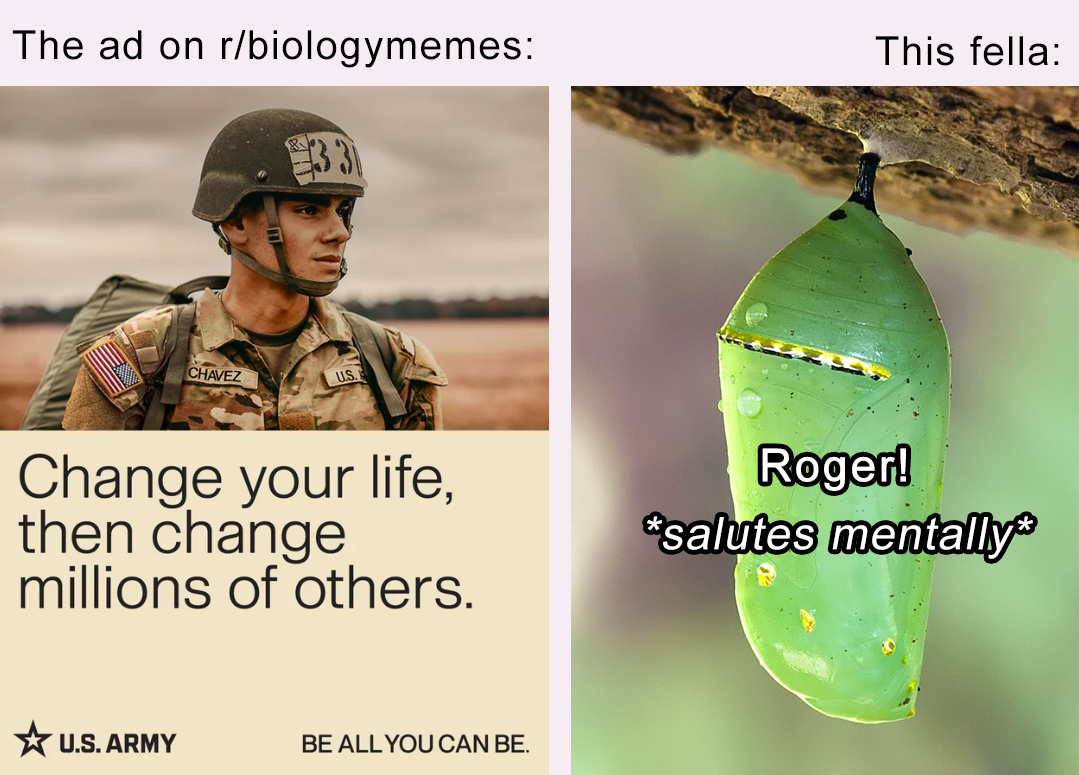 The ad on r/biologymemes:
This fella:
331
CHAVEZ
U.S.
Change your life,
then change
millions of others.
U.S. ARMY
BE ALL YOU CAN BE.
Roger!
*salutes mentally*